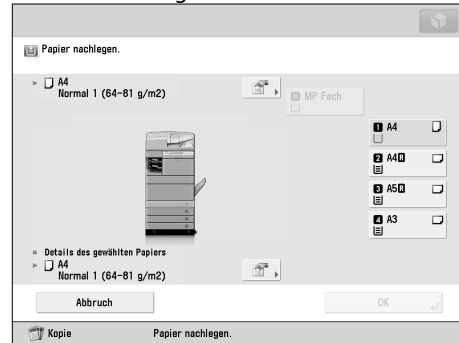 Papier nachlegen.
A4
Normal 1 (64-81 g/m2)
MP Fach
1 A4
2 A4R
3 A5R
4 A3
Details des gewählten Papiers
A4
Normal 1 (64-81 g/m2)
Abbruch
OK
Kopie Papier nachlegen.